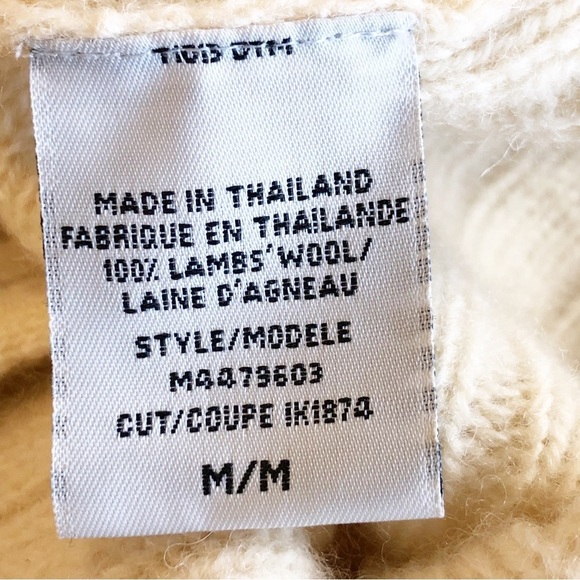 MADE IN THAILAND
FABRIQUE EN THAILANDE
100% LAMBS' WOOL/
LAINE D'AGNEAU
STYLE/MODELE
M4479603
CUT/COUPE IK1874
M/M